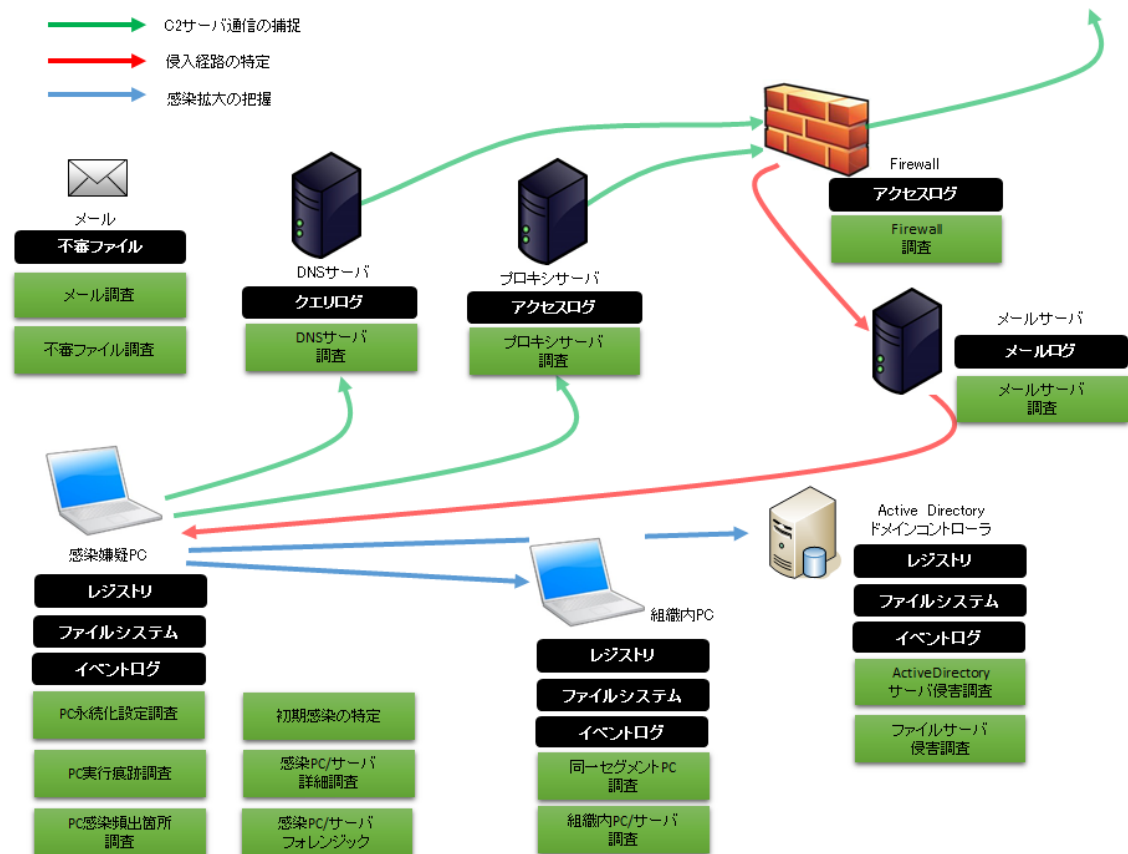 C2サーバ通信の捕捉
侵入経路の特定
感染拡大の把握
メール
不審ファイル
メール調査
不審ファイル調査
DNSサーバ
クエリログ
DNSサーバ
調査
プロキシサーバ
アクセスログ
プロキシサーバ
調査
Firewall
アクセスログ
Firewall
調査
メールサーバ
メールログ
メールサーバ
調査
感染嫌疑PC
レジストリ
ファイルシステム
イベントログ
PC永続化設定調査
PC実行痕跡調査
PC感染頻出箇所
調査
初期感染の特定
感染PC/サーバ
詳細調査
感染PC/サーバ
フォレンジック
組織内PC
レジストリ
ファイルシステム
イベントログ
同一セグメントPC
調査
組織内PC/サーバ
調査
Active Directory
ドメインコントローラ
レジストリ
ファイルシステム
イベントログ
ActiveDirectory
サーバ侵害調査
ファイルサーバ
侵害調査